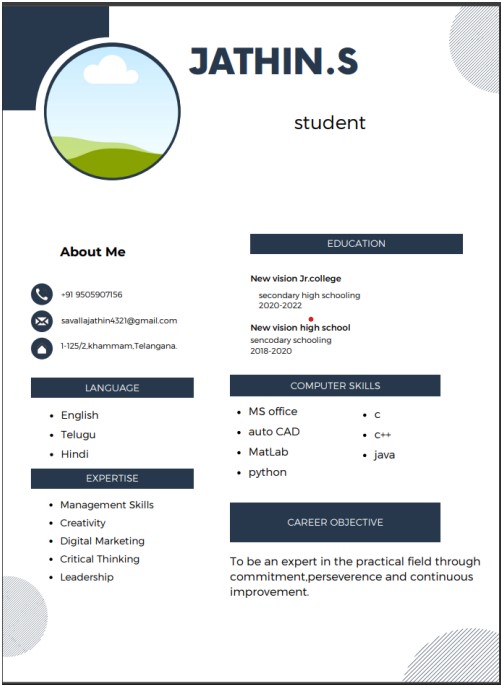 JATHIN.S
student
About Me
+91 9505907156
savallajathin4321@gmail.com
1-125/2,khammam,Telangana.
LANGUAGE
English
Telugu
Hindi
EXPERTISE
Management Skills
Creativity
Digital Marketing
Critical Thinking
Leadership
EDUCATION
New vision Jr.college
secondary high schooling
2020-2022
New vision high school
sencodary schooling
2018-2020
COMPUTER SKILLS
MS office
auto CAD
MatLab
python
c
c++
java
CAREER OBJECTIVE
To be an expert in the practical field through
commitment,perseverence and continuous
improvement.